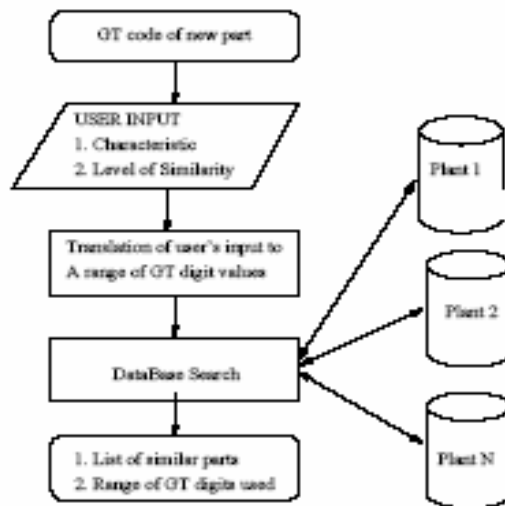 GT code of new part
USER INPUT
1. Characteristic
2. Level of Similarity
Translation of user's input to
A range of GT digit values
DataBase Search
1. List of similar parts
2. Range of GT digits used
Plant 1
Plant 2
Plant N